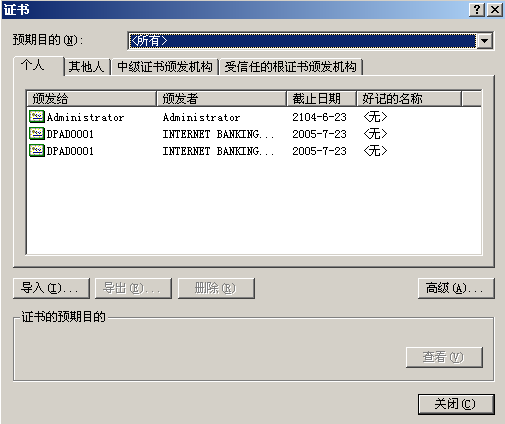 证书
预期目的(N): <所有>
个人 其他人 中级证书颁发机构 受信任的根证书颁发机构
颁发给 颁发者 截止日期 好记的名称
Administrator Administrator 2104-6-23 <无>
DPAD0001 INTERNET BANKING... 2005-7-23 <无>
DPAD0001 INTERNET BANKING... 2005-7-23 <无>
导入(I)... 导出(E)... 删除(R) 高级(A)...
证书的预期目的
查看(V)
关闭(C)